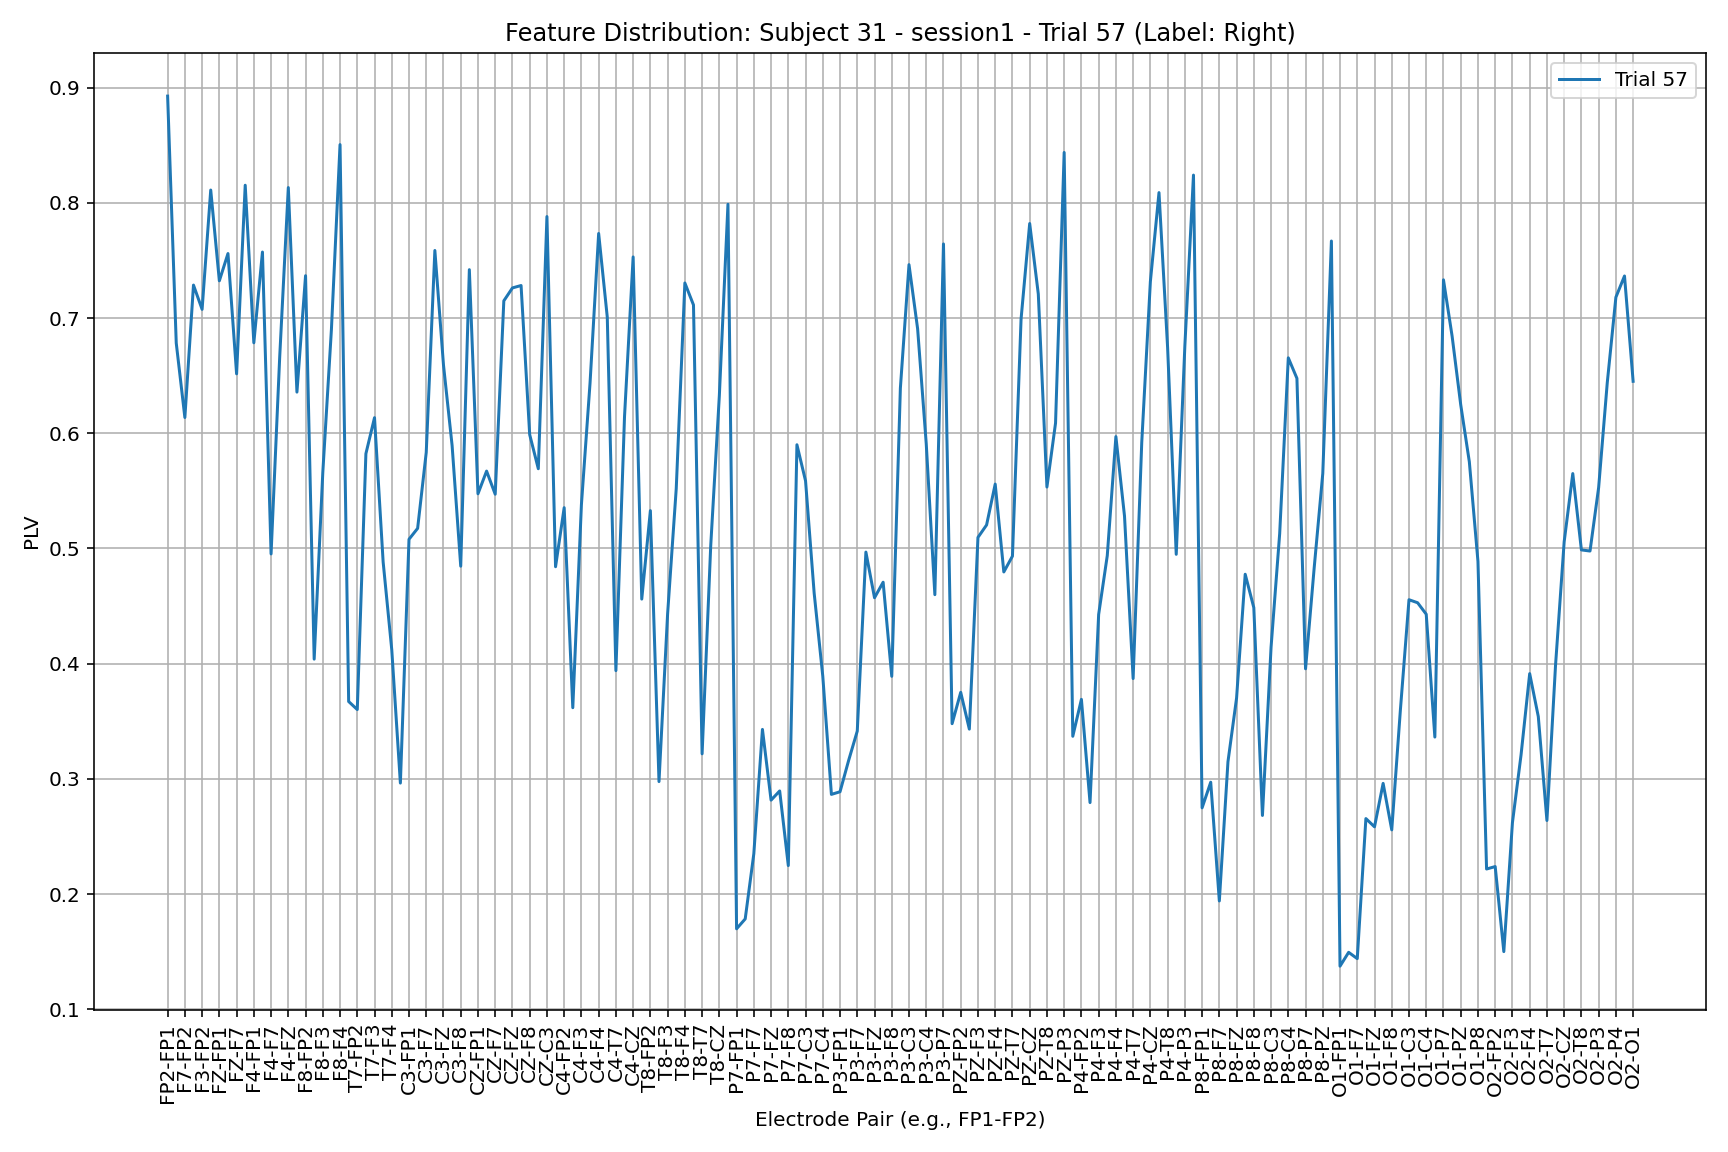 Feature Distribution: Subject 31 - session1 - Trial 57 (Label: Right)
Trial 57
PLV
0.9
0.8
0.7
0.6
0.5
0.4
0.3
0.2
0.1
FP2-FP1
F7-FP2
F3-FP2
FZ-FP1
FZ-F7
F4-FP1
F4-F7
F4-FZ
F8-FP2
F8-F3
F8-F4
T7-FP2
T7-F3
T7-F4
C3-FP1
C3-F7
C3-FZ
C3-F8
CZ-FP1
CZ-F7
CZ-FZ
CZ-F8
CZ-C3
C4-FP2
C4-F3
C4-F4
C4-T7
C4-CZ
T8-FP2
T8-F3
T8-F4
T8-T7
T8-CZ
P7-FP1
P7-F7
P7-FZ
P7-F8
P7-C3
P7-C4
P3-FP1
P3-F7
P3-FZ
P3-F8
P3-C3
P3-C4
P3-P7
PZ-FP2
PZ-F3
PZ-F4
PZ-T7
PZ-CZ
PZ-T8
PZ-P3
P4-FP2
P4-F3
P4-F4
P4-T7
P4-CZ
P4-T8
P4-P3
P8-FP1
P8-F7
P8-FZ
P8-F8
P8-C3
P8-C4
P8-P7
P8-PZ
O1-FP1
O1-F7
O1-FZ
O1-F8
O1-C3
O1-C4
O1-P7
O1-PZ
O1-P8
O2-FP2
O2-F3
O2-F4
O2-T7
O2-CZ
O2-T8
O2-P3
O2-P4
O2-O1
Electrode Pair (e.g., FP1-FP2)